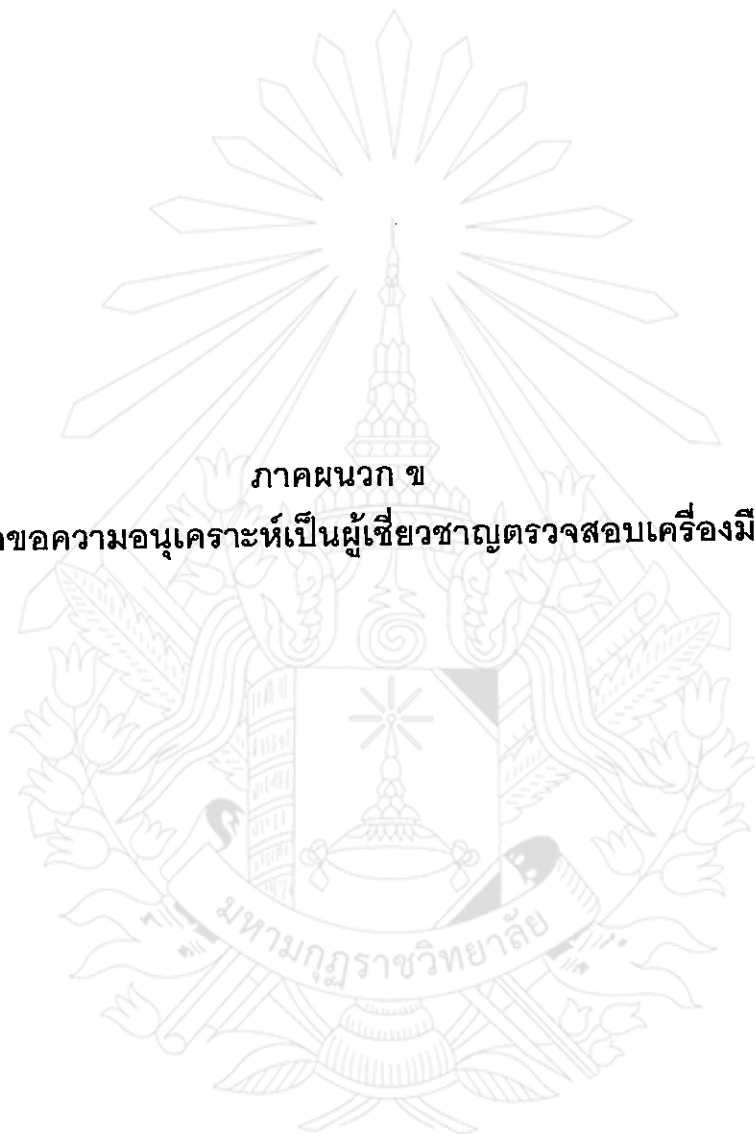 ภาคผนวก ข
ขอความอนุเคราะห์เป็นผู้เชี่ยวชาญตรวจสอบเครื่องมื
มหามกุฏราชวิทยาลัย